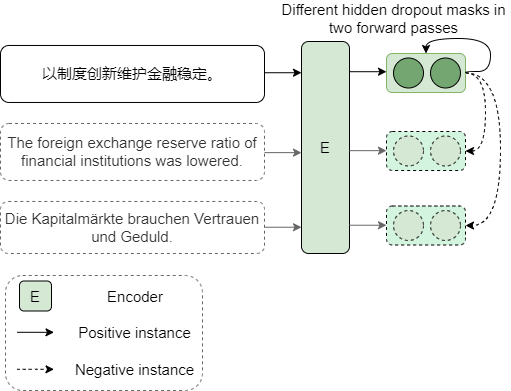 Different hidden dropout masks in
two forward passes
以制度创新维护金融稳定。
The foreign exchange reserve ratio of
financial institutions was lowered.
E
Die Kapitalmärkte brauchen Vertrauen
und Geduld.
E
Encoder
Positive instance
Negative instance